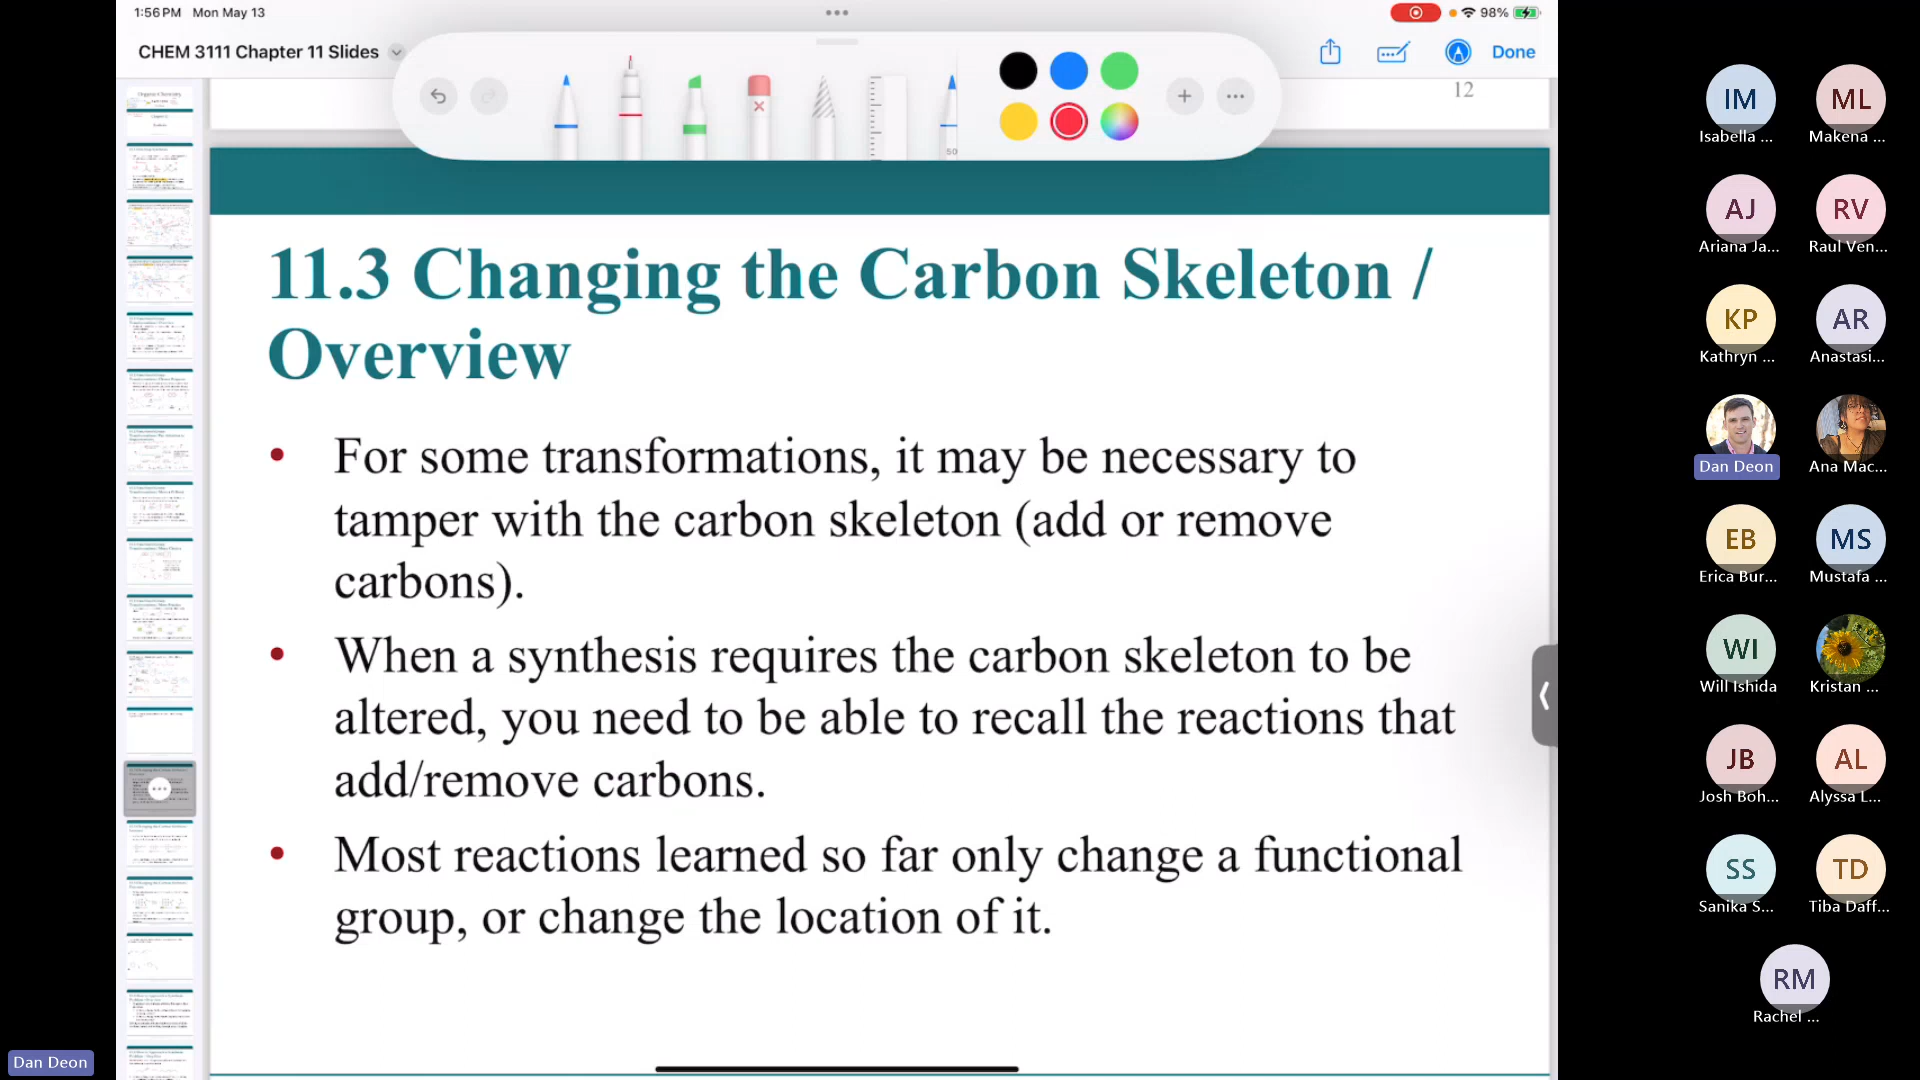 1:56 PM Mon May 13
98%
CHEM 3111 Chapter 11 Slides
Done
50
12
11.3 Changing the Carbon Skeleton /
Overview
• For some transformations, it may be necessary to
tamper with the carbon skeleton (add or remove
carbons).
• When a synthesis requires the carbon skeleton to be
altered, you need to be able to recall the reactions that
add/remove carbons.
• Most reactions learned so far only change a functional
group, or change the location of it.
IM
Isabella ...
ML
Makena ...
AJ
Ariana Ja...
RV
Raul Ven...
KP
Kathryn ...
AR
Anastasi...
Dan Deon
Ana Mac...
EB
Erica Bur...
MS
Mustafa ...
WI
Will Ishida
Kristan ...
JB
Josh Boh...
AL
Alyssa L...
SS
Sanika S...
TD
Tiba Daff...
RM
Rachel ...
Dan Deon